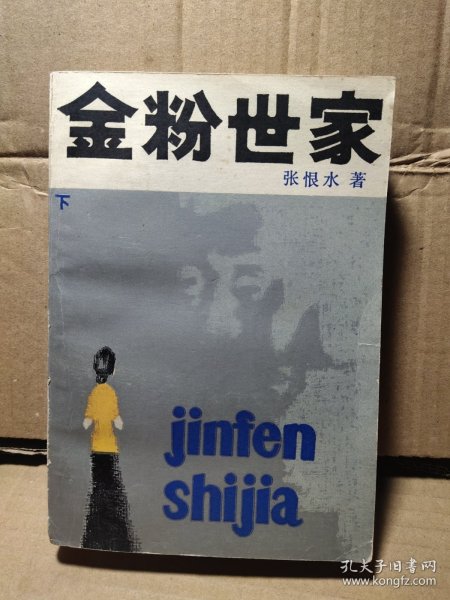 金粉世家
张恨水 著
下
jinfen
shijia
孔夫子旧书网
www.kongfz.com